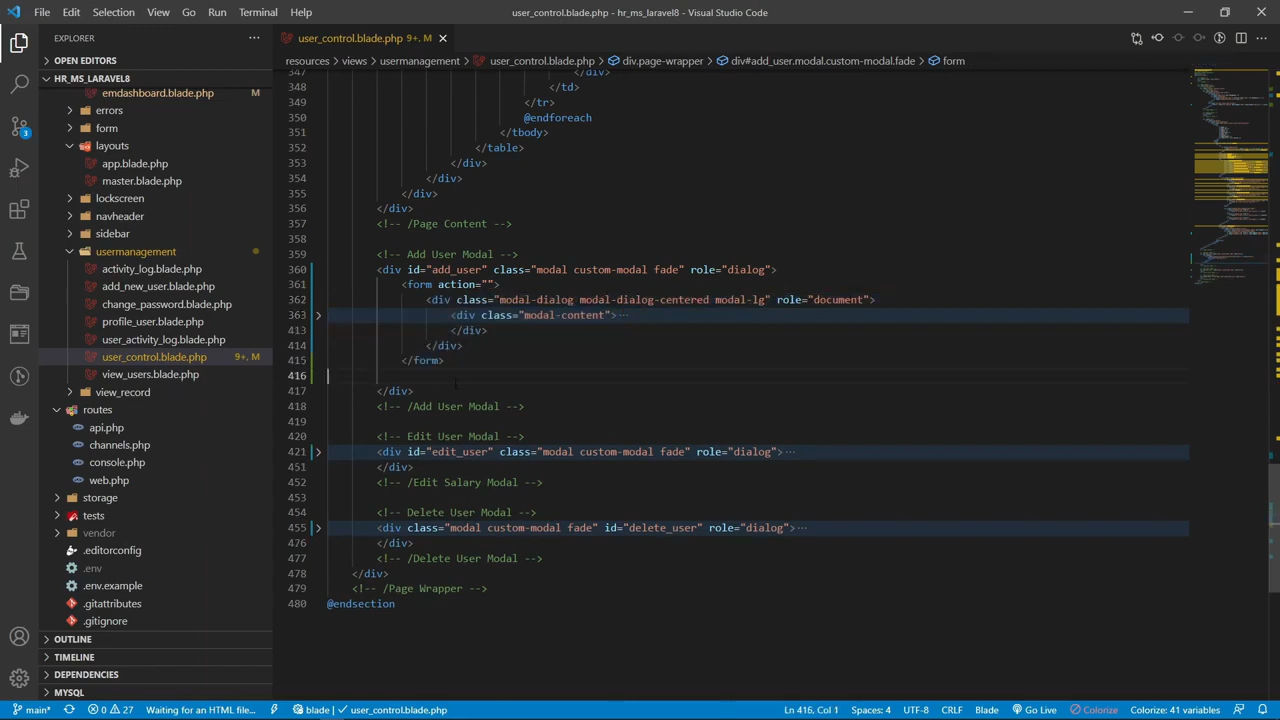 File Edit Selection View Go Run Terminal Help
user_control.blade.php - hr_ms_laravel8 - Visual Studio Code
EXPLORER
user_control.blade.php 9+, M
OPEN EDITORS
HR_MS_LARAVEL8
emdashboard.blade.php M
errors
form
layouts
app.blade.php
master.blade.php
lockscreen
navheader
sidebar
usermanagement
activity_log.blade.php
add_new_user.blade.php
change_password.blade.php
profile_user.blade.php
user_activity_log.blade.php
user_control.blade.php 9+, M
view_users.blade.php
view_record
routes
api.php
channels.php
console.php
web.php
storage
tests
vendor
.editorconfig
.env
.env.example
.gitattributes
.gitignore
OUTLINE
TIMELINE
DEPENDENCIES
MYSQL
3
resources > views > usermanagement > user_control.blade.php > div.page-wrapper > div#add_user.modal.custom-modal.fade > form
347 </div>
348 </td>
349 </tr>
350 @endforeach
351 </tbody>
352 </table>
353 </div>
354 </div>
355 </div>
356 </div>
357 <!-- /Page Content -->
358
359 <!-- Add User Modal -->
360 <div id="add_user" class="modal custom-modal fade" role="dialog">
361 <form action="">
362 <div class="modal-dialog modal-dialog-centered modal-lg" role="document">
363 <div class="modal-content"> ...
413 </div>
414 </div>
415 </form>
416
417 </div>
418 <!-- /Add User Modal -->
419
420 <!-- Edit User Modal -->
421 <div id="edit_user" class="modal custom-modal fade" role="dialog"> ...
451 </div>
452 <!-- /Edit Salary Modal -->
453
454 <!-- Delete User Modal -->
455 <div class="modal custom-modal fade" id="delete_user" role="dialog"> ...
476 </div>
477 <!-- /Delete User Modal -->
478 </div>
479 <!-- /Page Wrapper -->
480 @endsection
main* 0 27 Waiting for an HTML file... blade | user_control.blade.php Ln 416, Col 1 Spaces: 4 UTF-8 CRLF Blade Go Live Colorize Colorize: 41 variables